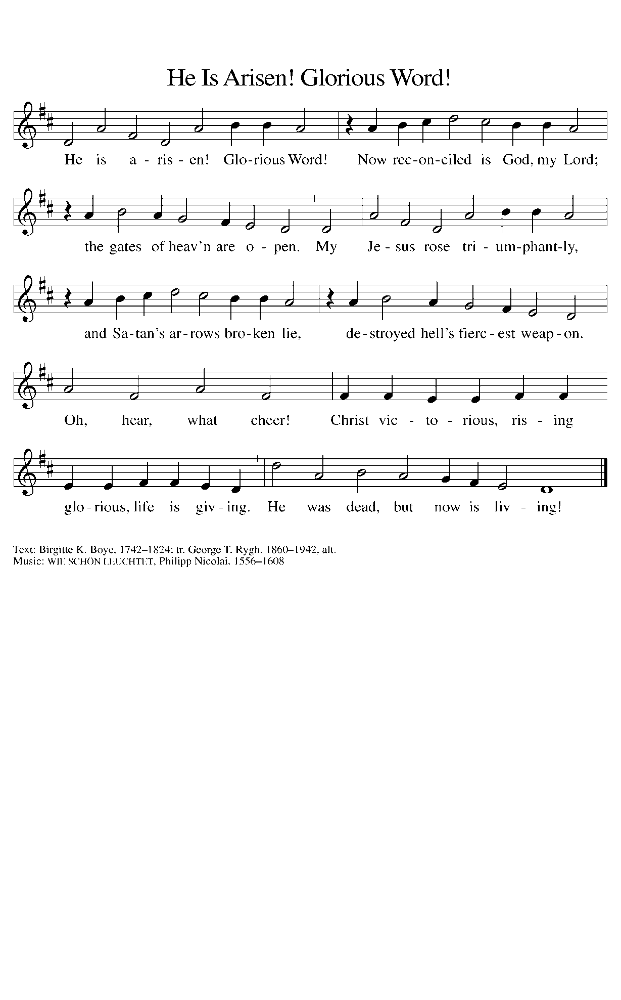 He Is Arisen! Glorious Word!
He is a - ris - en! Glo-rious Word! Now rec-on-ciled is God, my Lord;
the gates of heav'n are o - pen. My Je - sus rose tri - um-phant-ly,
and Sa-tan's ar-rows bro-ken lie, de-stroyed hell's fierc-est weap-on.
Oh, hear, what cheer! Christ vic - to - rious, ris - ing
glo-rious, life is giv-ing. He was dead, but now is liv - ing!
Text: Birgitte K. Boye, 1742–1824; tr. George T. Rygh, 1860–1942, alt.
Music: WIE SCHÖN LEUCHTET, Philipp Nicolai, 1556–1608